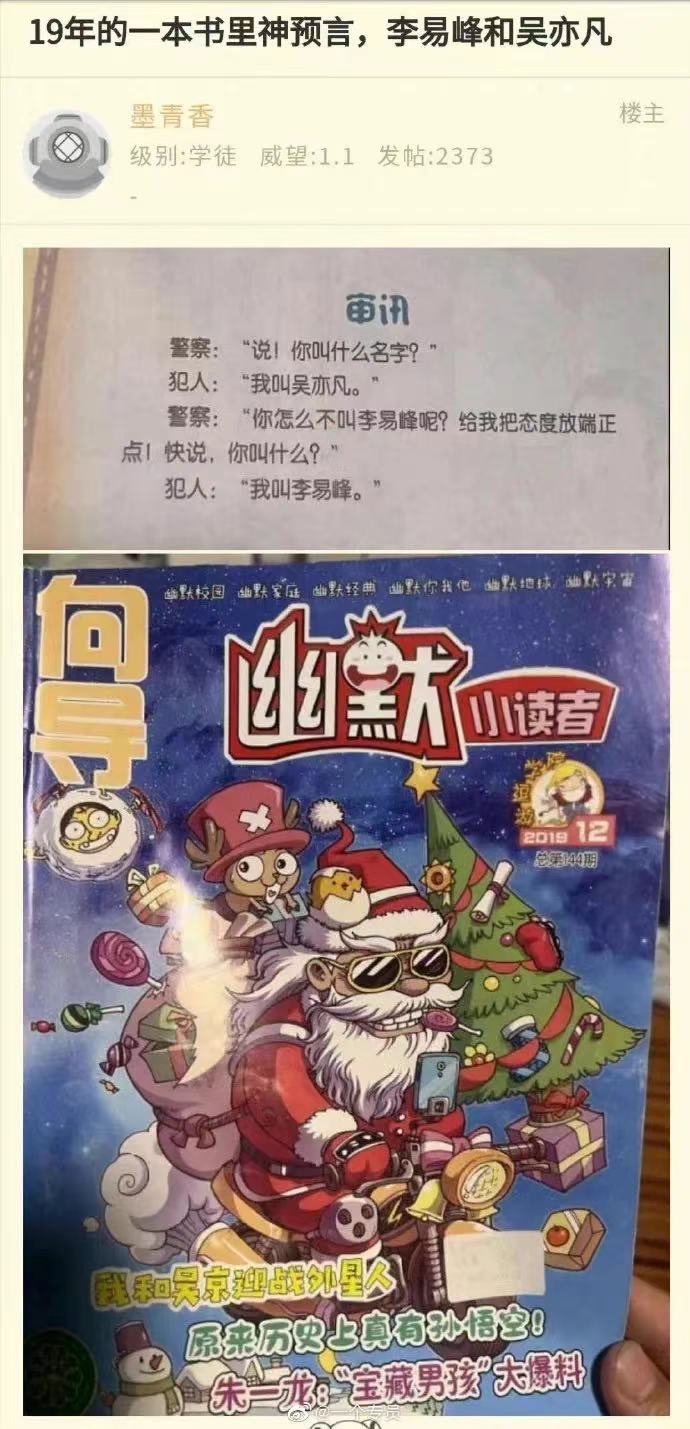 19年的一本书里神预言，李易峰和吴亦凡
墨青香
楼主
级别:学徒 威望:1.1 发帖:2373
-
审讯
警察：“说！你叫什么名字？”
犯人：“我叫吴亦凡。”
警察：“你怎么不叫李易峰呢？给我把态度放端正
点！快说，你叫什么？”
犯人：“我叫李易峰。”
向导
幽默校园 幽默家庭 幽默经典 幽默你我他 幽默地球 幽默宇宙
幽默
小读者
2019 12
总第144期
我和吴京迎战外星人
原来历史上真有孙悟空！
朱一龙：“宝藏男孩”大爆料
@一个专员